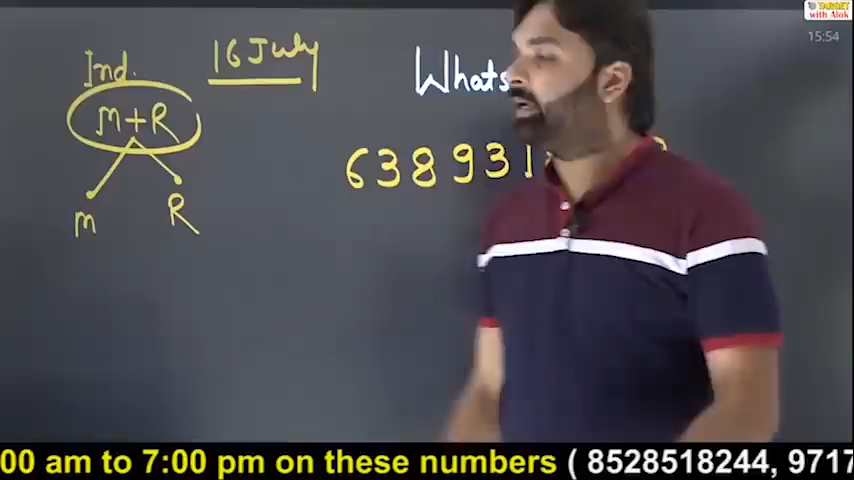 TARGET
with Alok
15:54
Ind.
16 July
M+R
M
R
Whats
638931
00 am to 7:00 pm on these numbers ( 8528518244, 9717